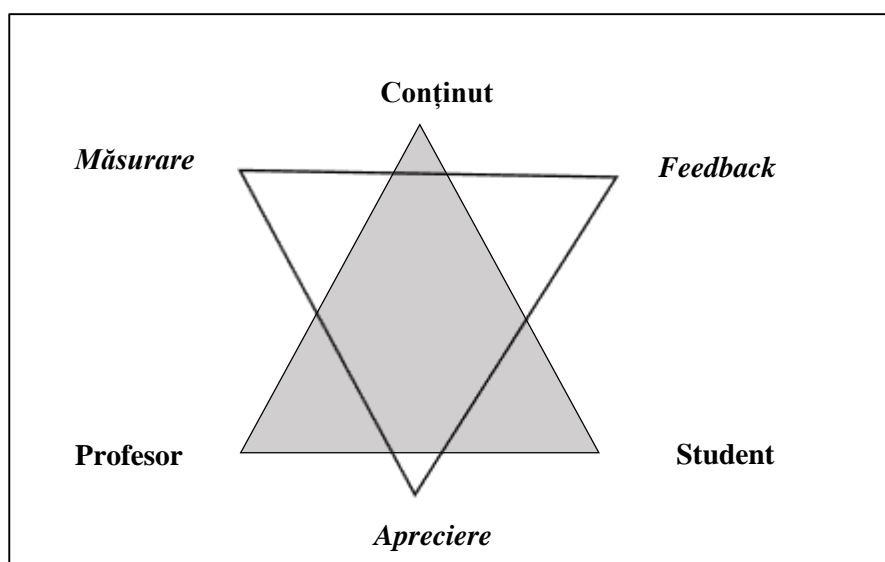 Conținut
Măsurare
Feedback
Profesor
Student
Apreciere